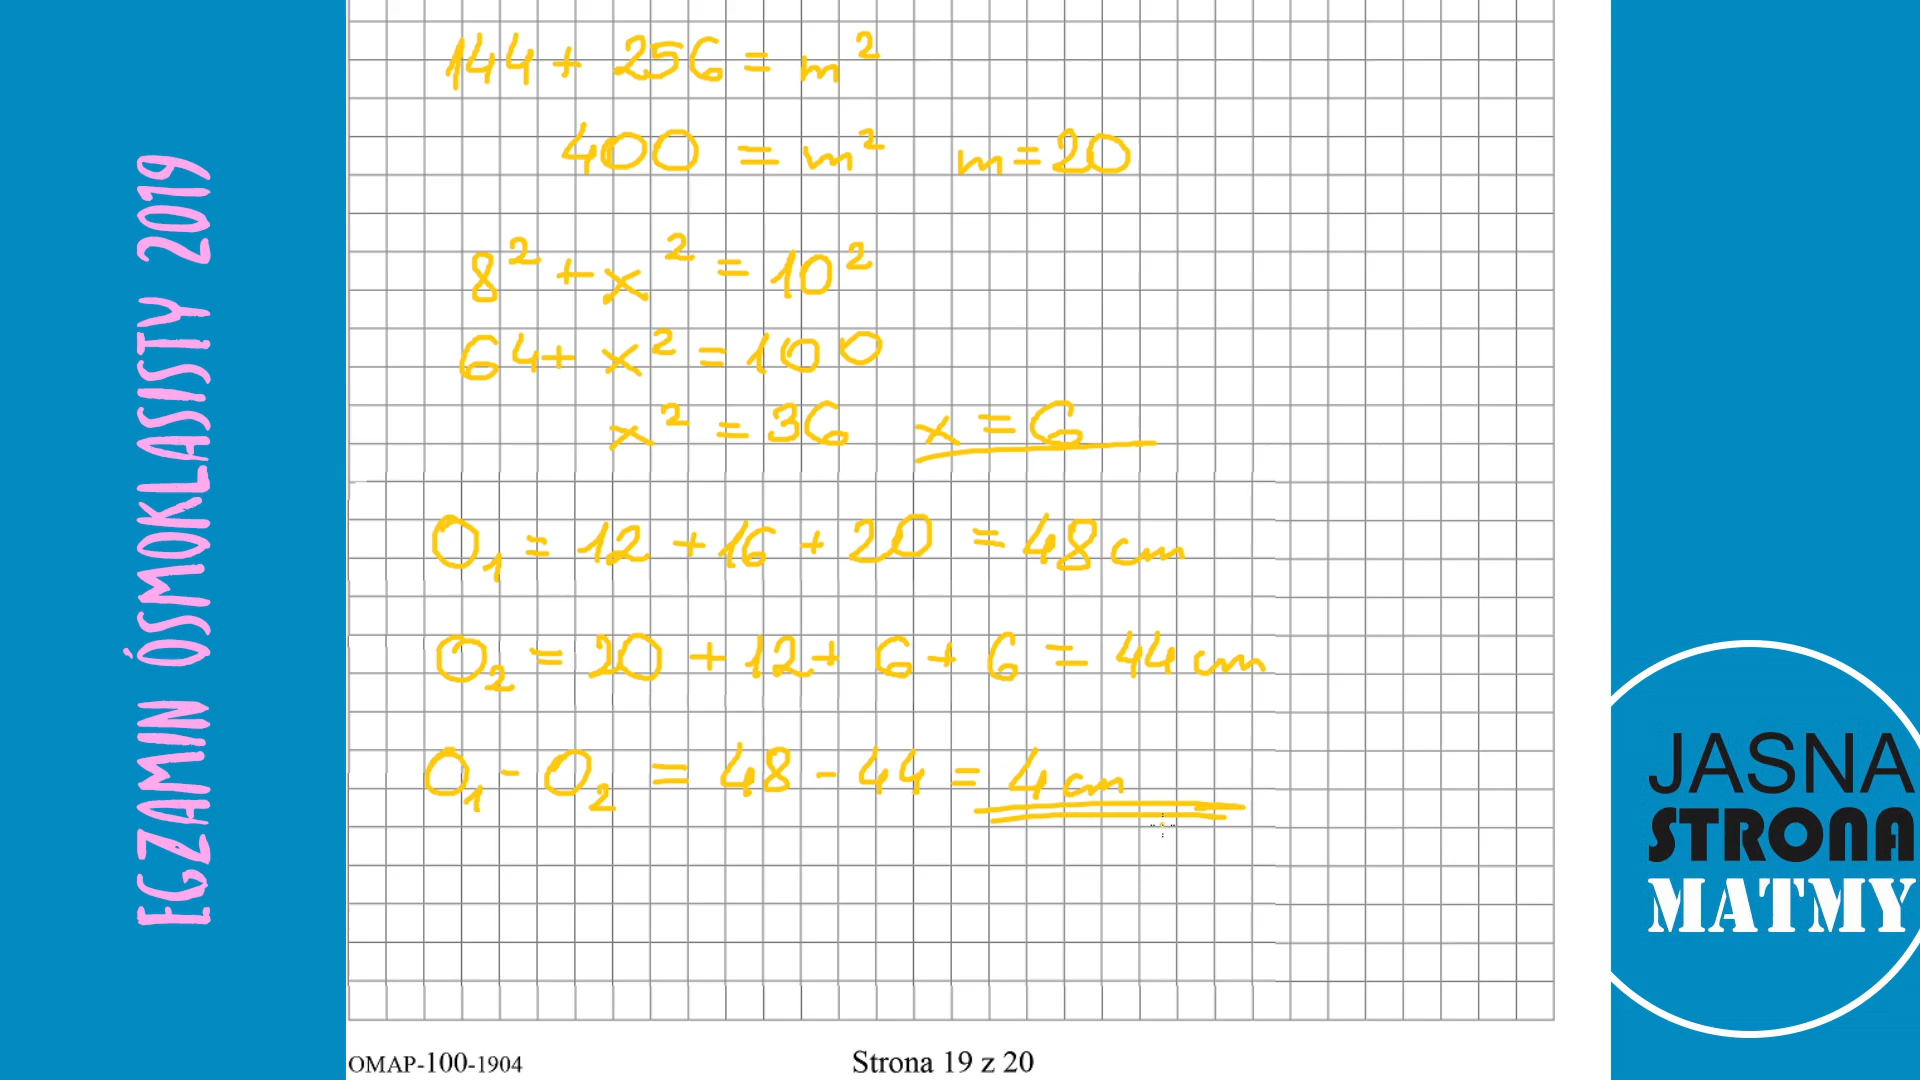 EGZAMIN ÓSMOKLASISTY 2019
144 + 256 = m²
400 = m² m = 20
8² + x² = 10²
64 + x² = 100
x² = 36 x = 6
O₁ = 12 + 16 + 20 = 48 cm
O₂ = 20 + 12 + 6 + 6 = 44 cm
O₁ - O₂ = 48 - 44 = 4 cm
OMAP-100-1904
Strona 19 z 20
JASNA
STRONA
MATMY